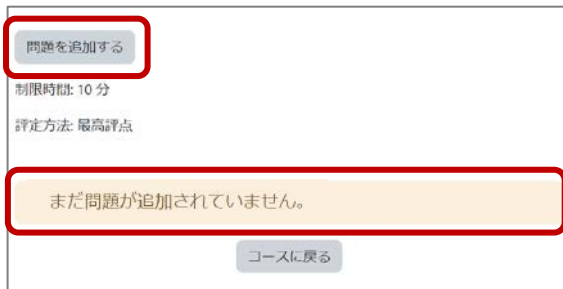 問題を追加する
制限時間: 10 分
評定方法: 最高評点
まだ問題が追加されていません。
コースに戻る